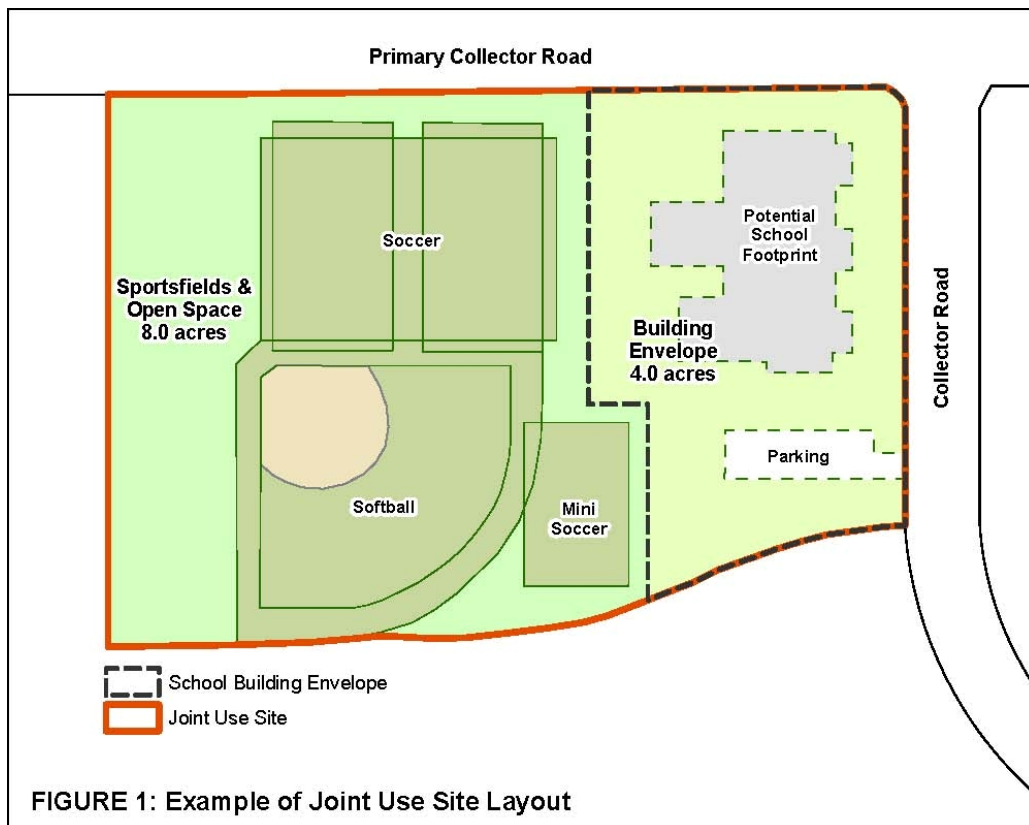 Primary Collector Road
Soccer
Sportsfields &
Open Space
8.0 acres
Potential
School
Footprint
Building
Envelope
4.0 acres
Collector Road
Parking
Softball
Mini
Soccer
School Building Envelope
Joint Use Site
FIGURE 1: Example of Joint Use Site Layout